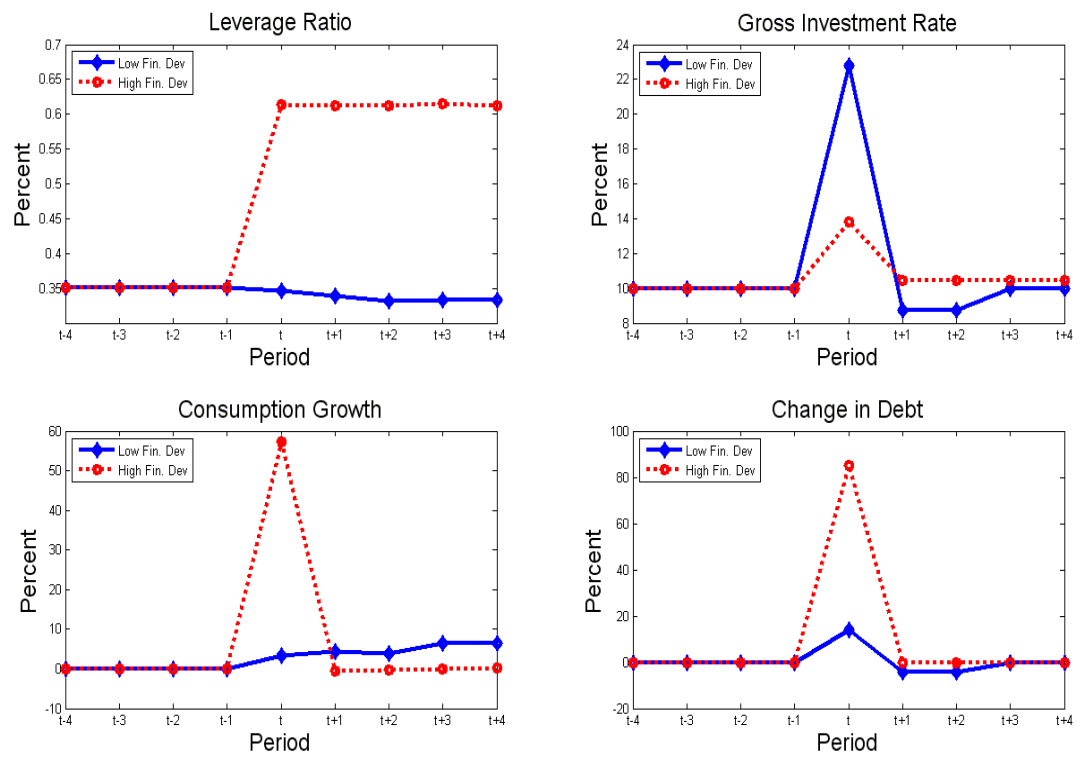 Leverage Ratio
0.7
0.65
0.6
0.55
0.5
0.45
0.4
0.35
Percent
Low Fin. Dev
High Fin. Dev
t-4 t-3 t-2 t-1 t t+1 t+2 t+3 t+4
Period
Gross Investment Rate
24
22
20
18
16
14
12
10
8
Percent
Low Fin. Dev
High Fin. Dev
t-4 t-3 t-2 t-1 t t+1 t+2 t+3 t+4
Period
Consumption Growth
60
50
40
30
20
10
0
-10
Percent
Low Fin. Dev
High Fin. Dev
t-4 t-3 t-2 t-1 t t+1 t+2 t+3 t+4
Period
Change in Debt
100
80
60
40
20
0
-20
Percent
Low Fin. Dev
High Fin. Dev
t-4 t-3 t-2 t-1 t t+1 t+2 t+3 t+4
Period